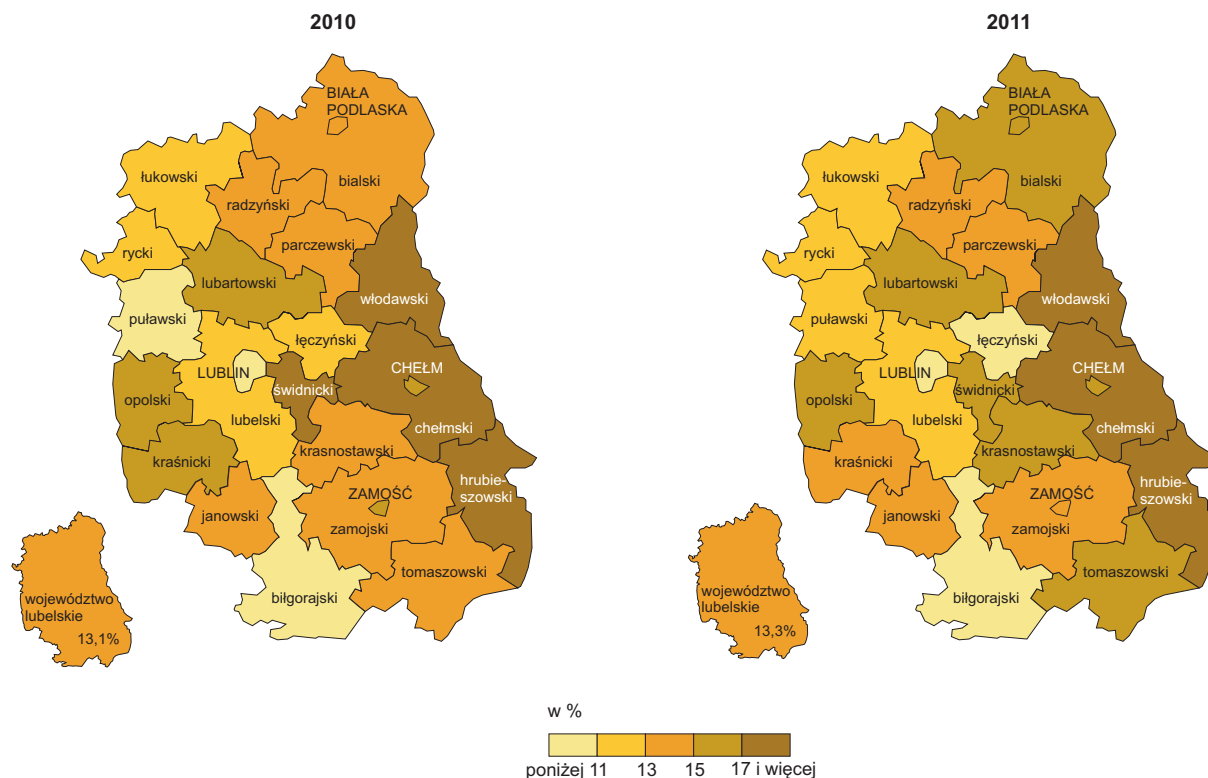 2010
BIAŁA
PODLASKA
łukowski
bialski
radzyński
rycki
parczewski
lubartowski
włodawski
puławski
łęczyński
LUBLIN
CHEŁM
świdnicki
opolski
lubelski
chełmski
krasnostawski
kraśnicki
hrubie-
szowski
ZAMOŚĆ
janowski
zamojski
tomaszowski
biłgorajski
województwo
lubelskie
13,1%
2011
BIAŁA
PODLASKA
łukowski
bialski
radzyński
rycki
parczewski
lubartowski
włodawski
puławski
łęczyński
LUBLIN
CHEŁM
świdnicki
opolski
lubelski
chełmski
krasnostawski
kraśnicki
hrubie-
szowski
ZAMOŚĆ
janowski
zamojski
tomaszowski
biłgorajski
województwo
lubelskie
13,3%
w %
poniżej 11 13 15 17 i więcej